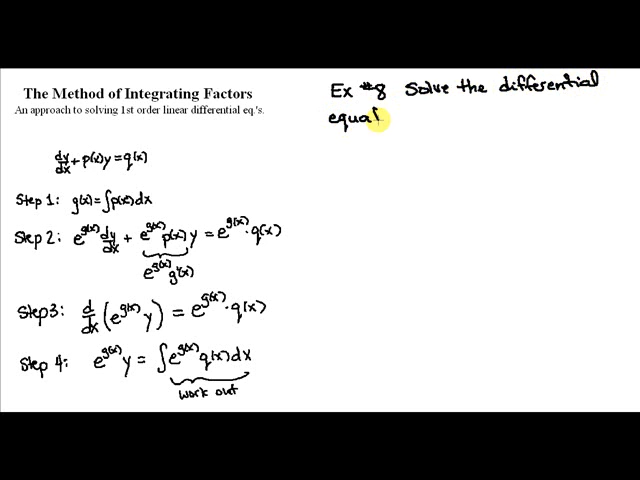 The Method of Integrating Factors
An approach to solving 1st order linear differential eq.'s.
dy/dx + p(x)y = q(x)
Step 1: g(x) = ∫p(x)dx
Step 2: e^g(x) dy/dx + e^g(x) p(x) y = e^g(x) · q(x)
e^g(x) g'(x)
Step 3: d/dx (e^g(x) y) = e^g(x) · q(x)
Step 4: e^g(x) y = ∫e^g(x) q(x)dx
work out
Ex #8 Solve the differential
equat